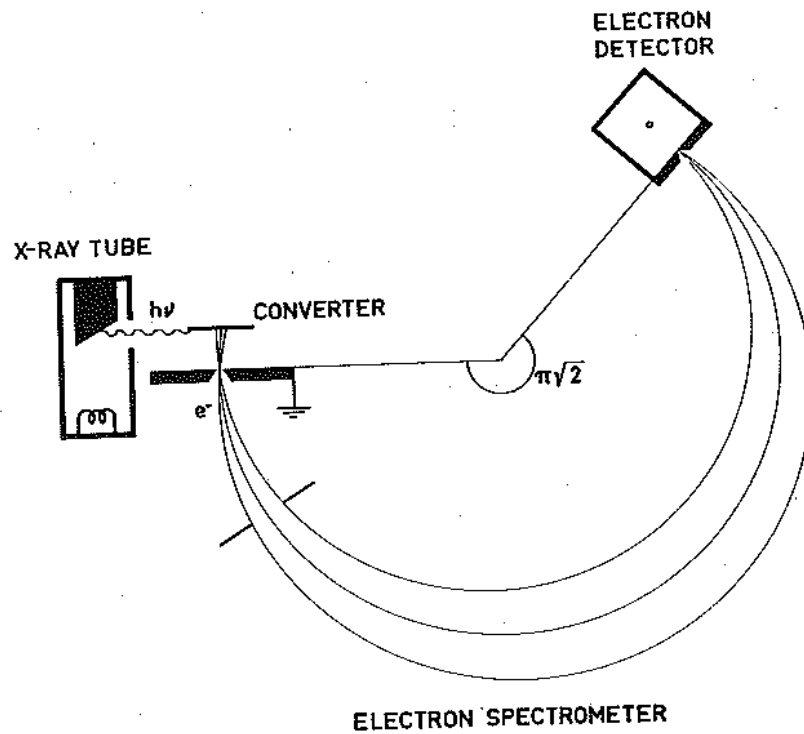 ELECTRON
DETECTOR
X-RAY TUBE
hν
CONVERTER
π√2
e-
ELECTRON SPECTROMETER